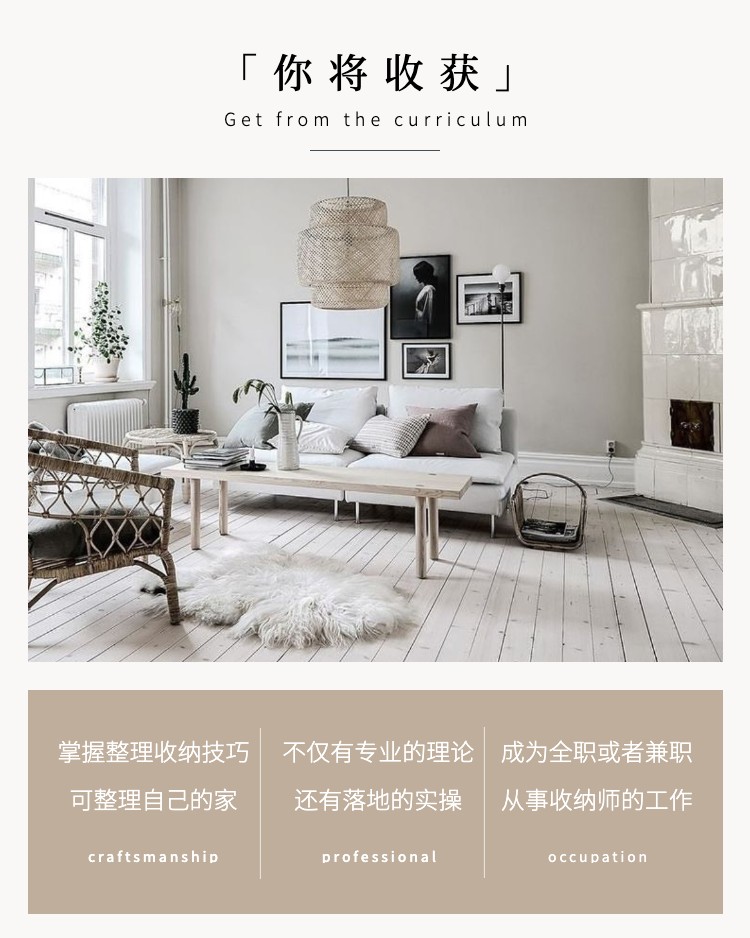 「你将收获」
Get from the curriculum
掌握整理收纳技巧
可整理自己的家
craftsmanship
不仅有专业的理论
还有落地的实操
professional
成为全职或者兼职
从事收纳师的工作
occupation